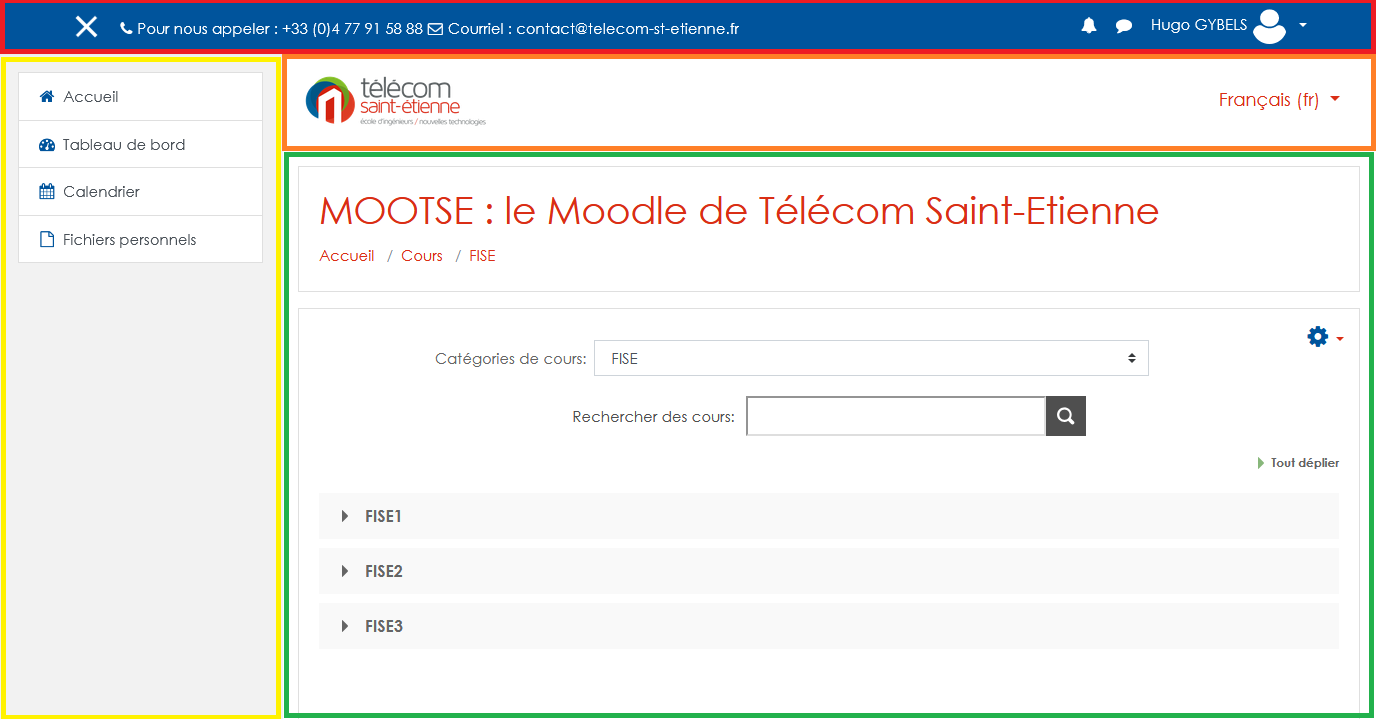 Pour nous appeler : +33 (0)4 77 91 58 88 Courriel : contact@telecom-st-etienne.fr
Hugo GYBELS
Accueil
Tableau de bord
Calendrier
Fichiers personnels
télécom
saint-étienne
école d'ingénieurs / nouvelles technologies
Français (fr)
MOOTSE : le Moodle de Télécom Saint-Etienne
Accueil / Cours / FISE
Catégories de cours: FISE
Rechercher des cours:
Tout déplier
FISE1
FISE2
FISE3